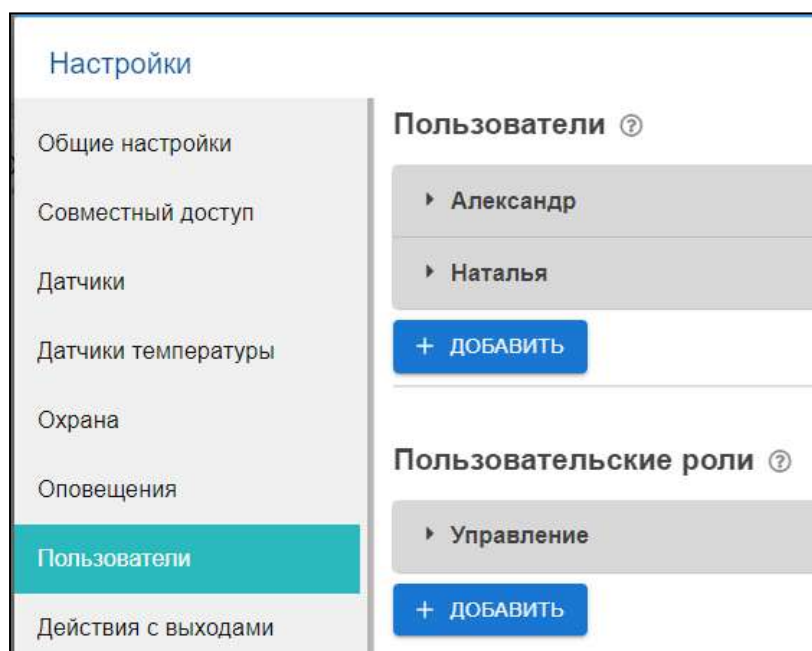 Настройки
Общие настройки
Совместный доступ
Датчики
Датчики температуры
Охрана
Оповещения
Пользователи
Действия с выходами
Пользователи ?
Александр
Наталья
+ ДОБАВИТЬ
Пользовательские роли ?
Управление
+ ДОБАВИТЬ